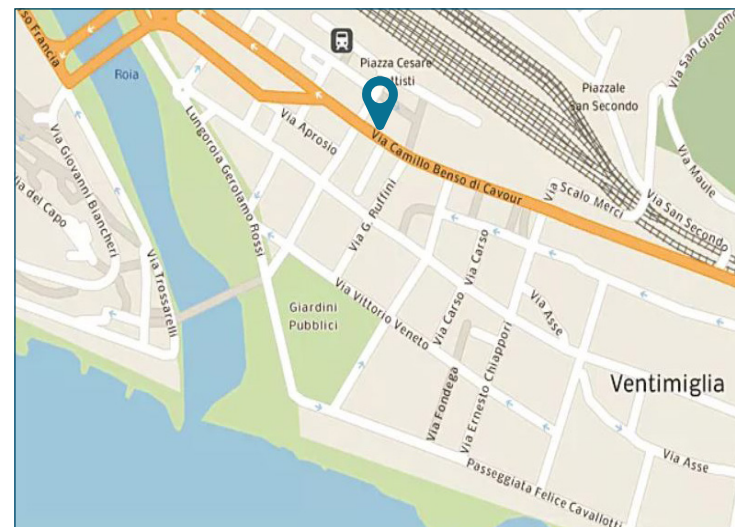 so Francia
Roia
Piazza Cesare
ttisti
Piazzale
San Secondo
Via San Giacomo
Via Maule
Via Giovanni Biancheri
ia del Capo
Via Trossarelli
Lungoroia Gerolamo Rossi
Via Aprosio
Via Camillo Benso di Cavour
Via G. Ruffini
Via Scalo Merci
Via San Secondo
Giardini
Pubblici
Via Vittorio Veneto
Via Carso
Via Carso
Via Asse
Via Ernesto Chiappori
Via Fondega
Ventimiglia
Via Asse
Passeggiata Felice Cavallotti